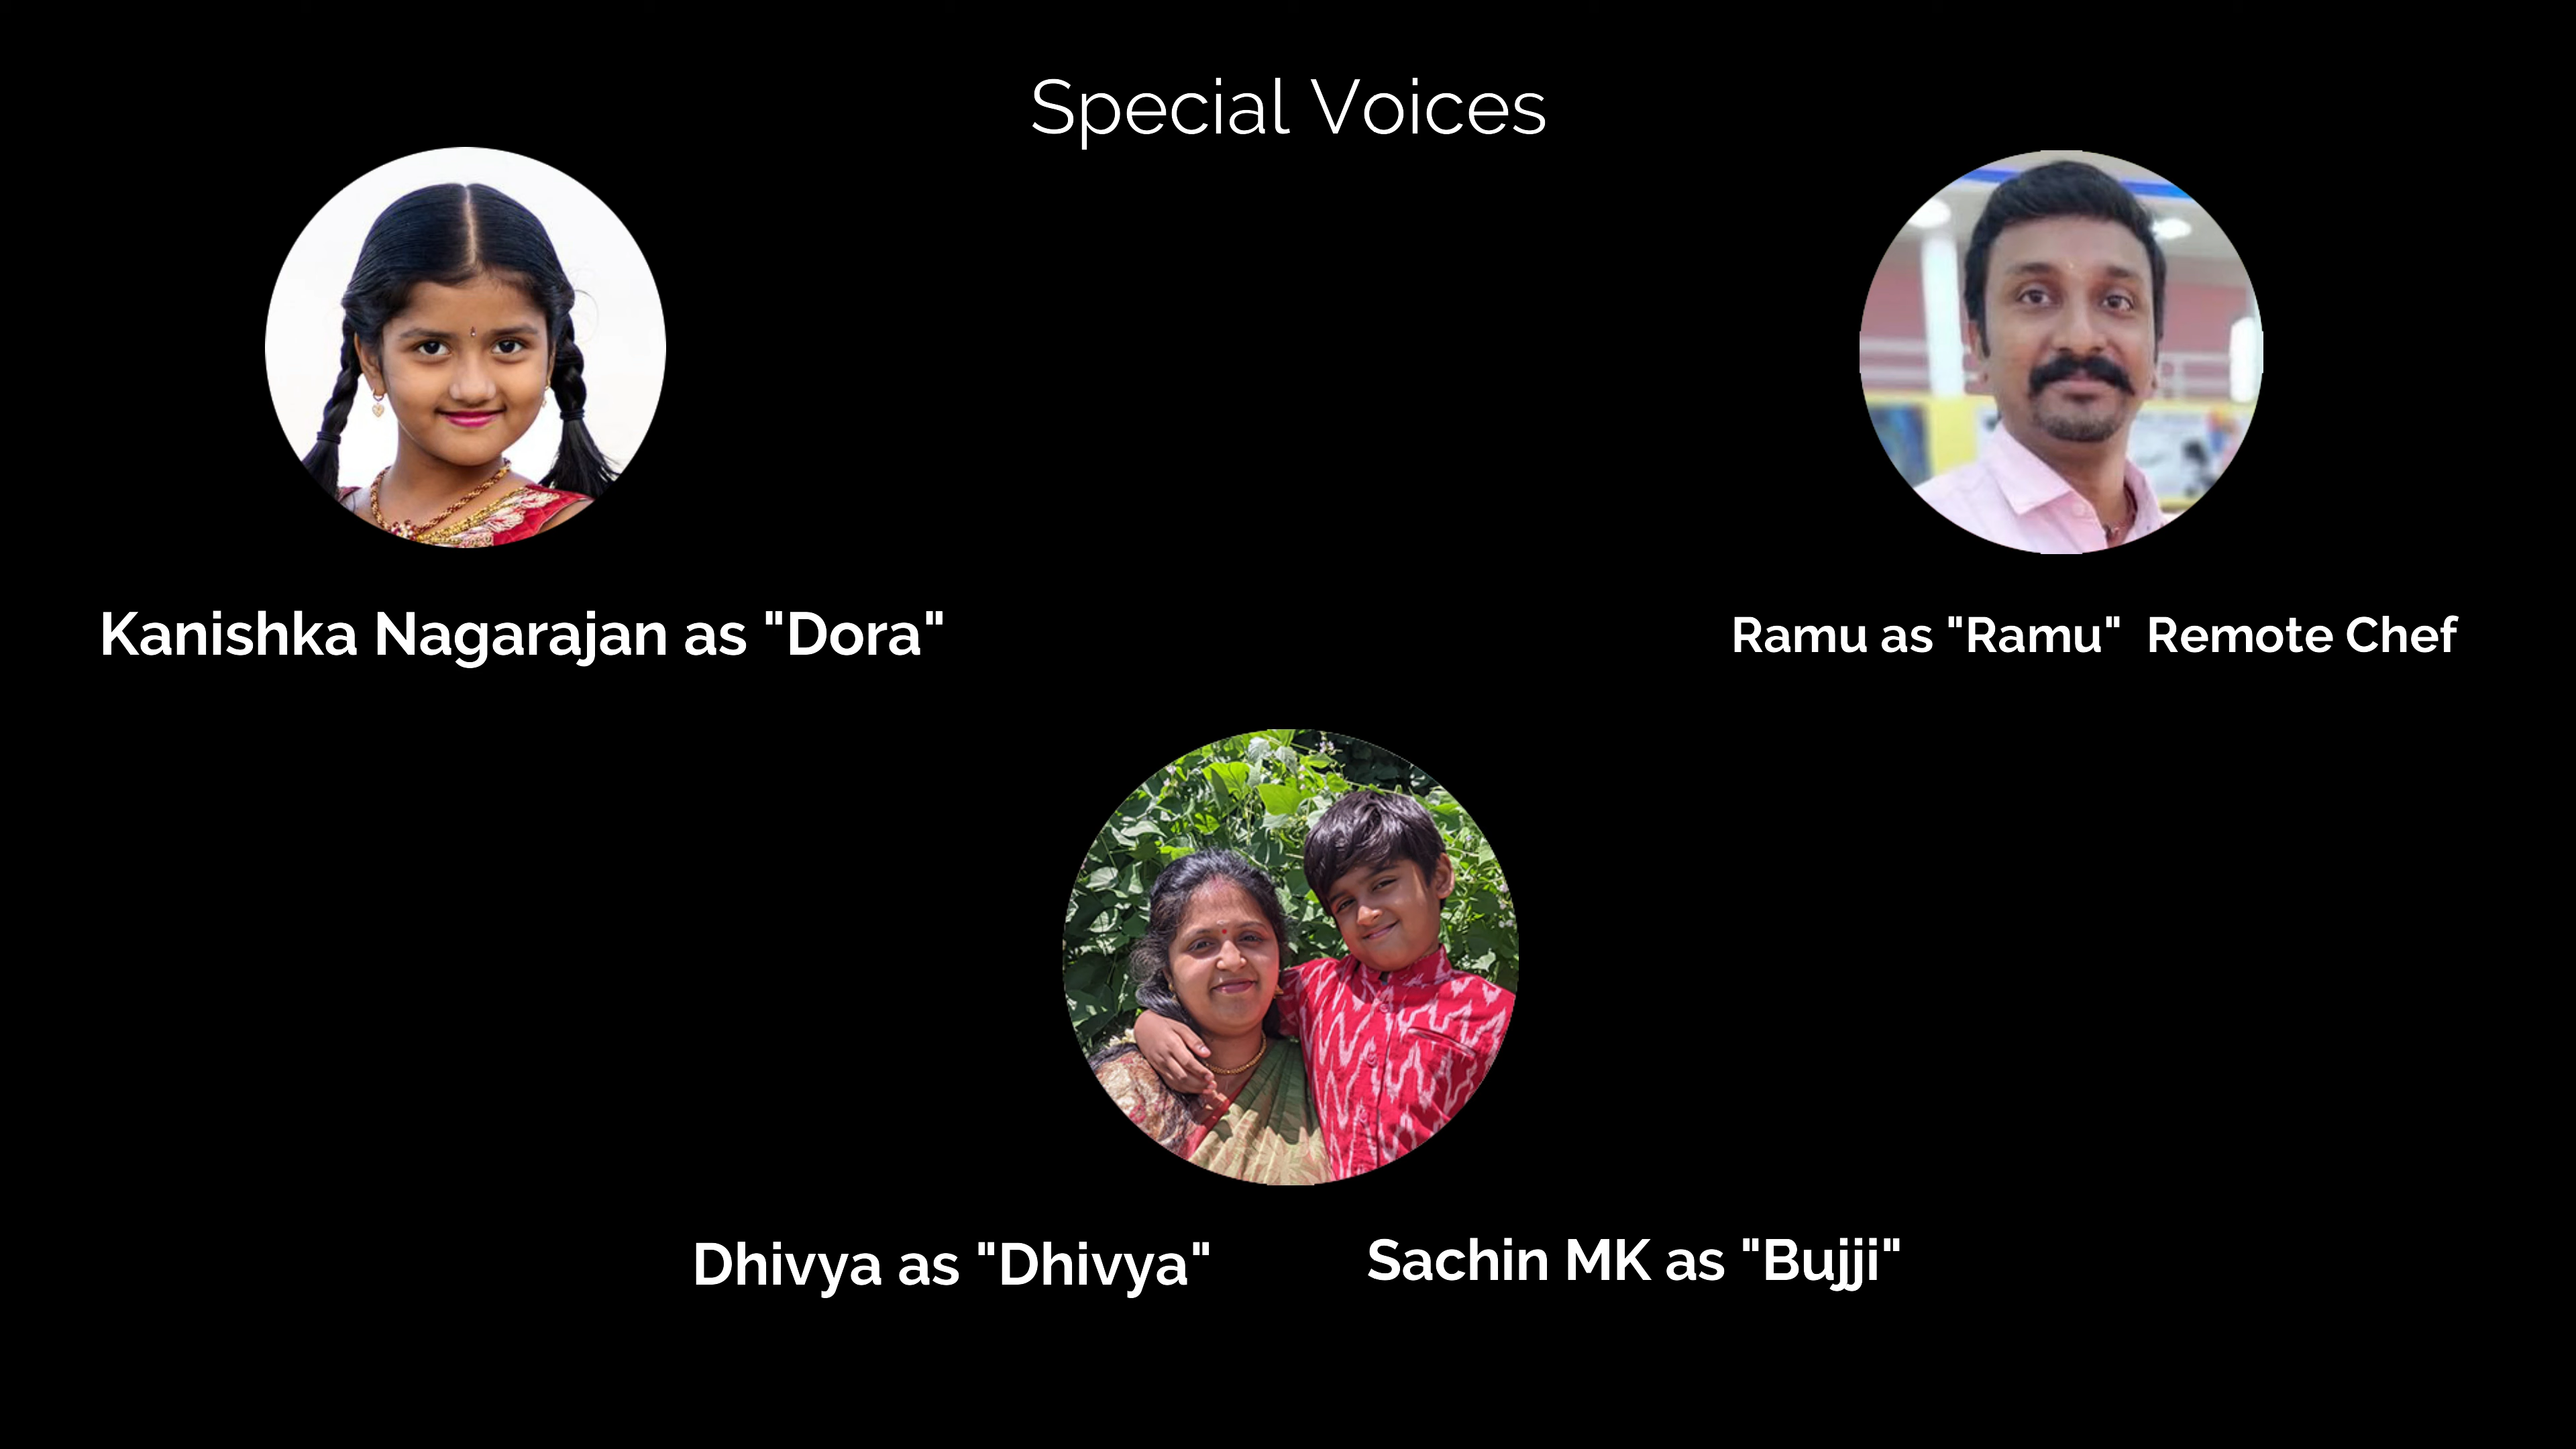 Special Voices
Kanishka Nagarajan as "Dora"
Ramu as "Ramu"  Remote Chef
Dhivya as "Dhivya"
Sachin MK as "Bujji"